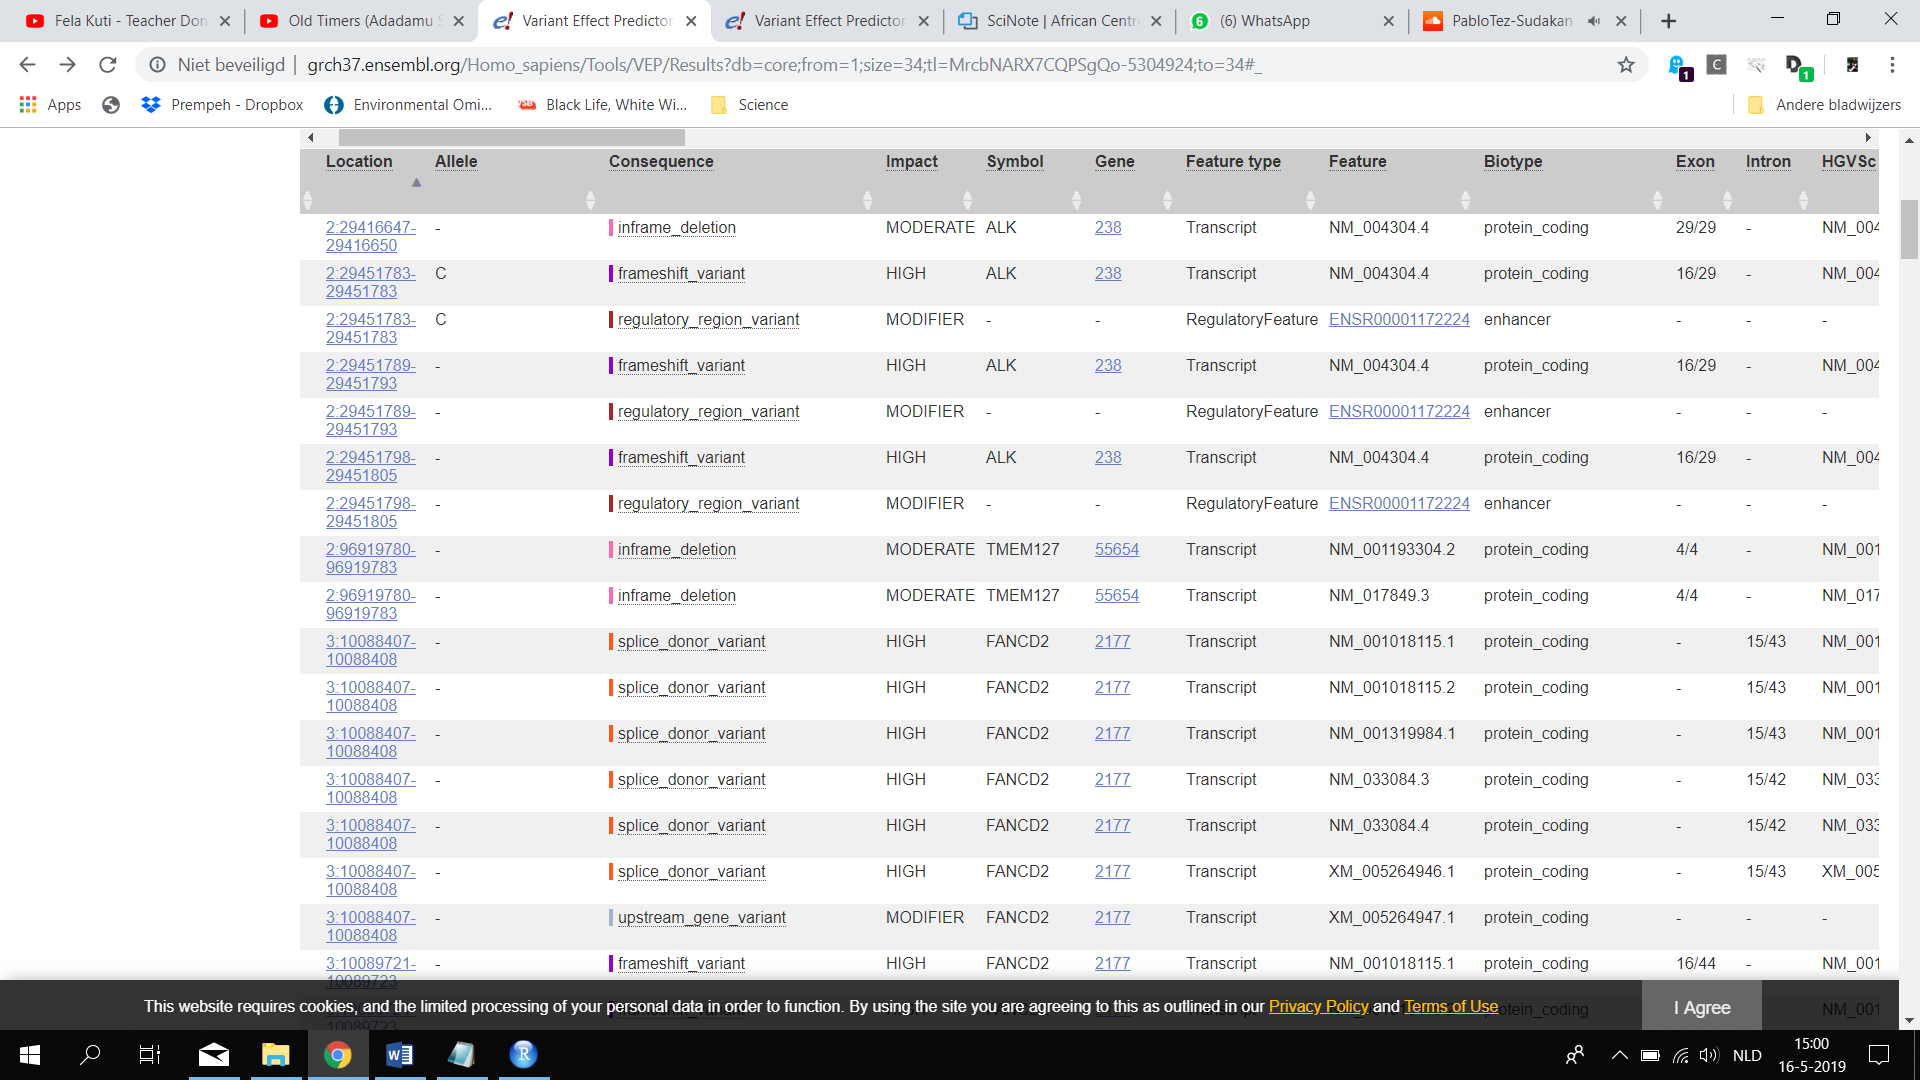 Fela Kuti - Teacher Don
Old Timers (Adadamu S
Variant Effect Predictor
Variant Effect Predictor
SciNote | African Centr
(6) WhatsApp
PabloTez-Sudakan
Niet beveiligd | grch37.ensembl.org/Homo_sapiens/Tools/VEP/Results?db=core;from=1;size=34;tl=MrcbNARX7CQPSgQo-5304924;to=34#_
1 C D 1
Apps Prempeh - Dropbox Environmental Omi... Black Life, White Wi... Science Andere bladwijzers
Location Allele Consequence Impact Symbol Gene Feature type Feature Biotype Exon Intron HGVSc
2:29416647- - inframe_deletion MODERATE ALK 238 Transcript NM_004304.4 protein_coding 29/29 - NM_004
29416650
2:29451783- C frameshift_variant HIGH ALK 238 Transcript NM_004304.4 protein_coding 16/29 - NM_004
29451783
2:29451783- C regulatory_region_variant MODIFIER - - RegulatoryFeature ENSR00001172224 enhancer - - -
29451783
2:29451789- - frameshift_variant HIGH ALK 238 Transcript NM_004304.4 protein_coding 16/29 - NM_004
29451793
2:29451789- - regulatory_region_variant MODIFIER - - RegulatoryFeature ENSR00001172224 enhancer - - -
29451793
2:29451798- - frameshift_variant HIGH ALK 238 Transcript NM_004304.4 protein_coding 16/29 - NM_004
29451805
2:29451798- - regulatory_region_variant MODIFIER - - RegulatoryFeature ENSR00001172224 enhancer - - -
29451805
2:96919780- - inframe_deletion MODERATE TMEM127 55654 Transcript NM_001193304.2 protein_coding 4/4 - NM_001
96919783
2:96919780- - inframe_deletion MODERATE TMEM127 55654 Transcript NM_017849.3 protein_coding 4/4 - NM_017
96919783
3:10088407- - splice_donor_variant HIGH FANCD2 2177 Transcript NM_001018115.1 protein_coding - 15/43 NM_001
10088408
3:10088407- - splice_donor_variant HIGH FANCD2 2177 Transcript NM_001018115.2 protein_coding - 15/43 NM_001
10088408
3:10088407- - splice_donor_variant HIGH FANCD2 2177 Transcript NM_001319984.1 protein_coding - 15/43 NM_001
10088408
3:10088407- - splice_donor_variant HIGH FANCD2 2177 Transcript NM_033084.3 protein_coding - 15/42 NM_033
10088408
3:10088407- - splice_donor_variant HIGH FANCD2 2177 Transcript NM_033084.4 protein_coding - 15/42 NM_033
10088408
3:10088407- - splice_donor_variant HIGH FANCD2 2177 Transcript XM_005264946.1 protein_coding - 15/43 XM_005
10088408
3:10088407- - upstream_gene_variant MODIFIER FANCD2 2177 Transcript XM_005264947.1 protein_coding - - -
10088408
3:10089721- - frameshift_variant HIGH FANCD2 2177 Transcript NM_001018115.1 protein_coding 16/44 - NM_001
10089723
This website requires cookies, and the limited processing of your personal data in order to function. By using the site you are agreeing to this as outlined in our Privacy Policy and Terms of Use
I Agree
10089723
NLD
15:00
16-5-2019